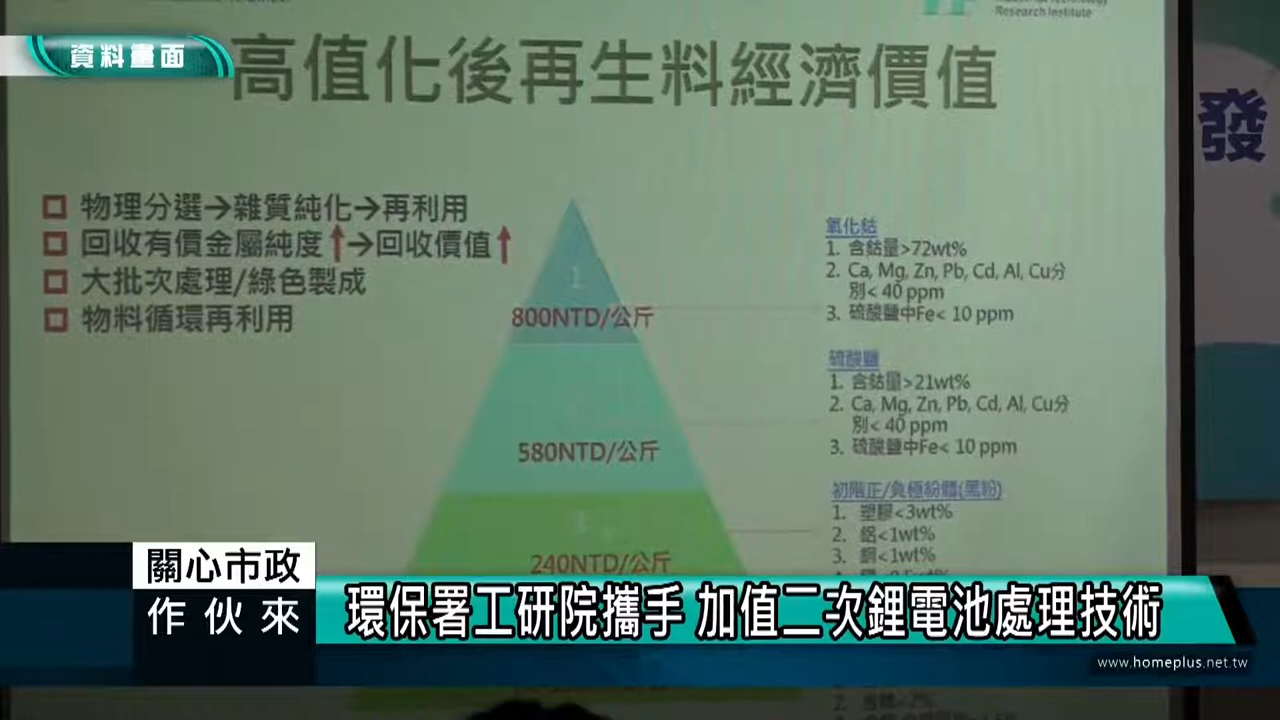 Research Institute
資料畫面
高值化後再生料經濟價值
發
物理分選→雜質純化→再利用
回收有價金屬純度↑→回收價值↑
大批次處理/綠色製成
物料循環再利用
1
800NTD/公斤
580NTD/公斤
3
240NTD/公斤
氧化鈷
1. 含鈷量>72wt%
2. Ca, Mg, Zn, Pb, Cd, Al, Cu分
別< 40 ppm
3. 硫酸鹽中Fe< 10 ppm
硫酸鹽
1. 含鈷量>21wt%
2. Ca, Mg, Zn, Pb, Cd, Al, Cu分
別< 40 ppm
3. 硫酸鹽中Fe< 10 ppm
初階正/負極粉體(黑粉)
1. 塑膠<3wt%
2. 鋁<1wt%
3. 銅<1wt%
關心市政
作伙來
環保署工研院攜手 加值二次鋰電池處理技術
www.homeplus.net.tw